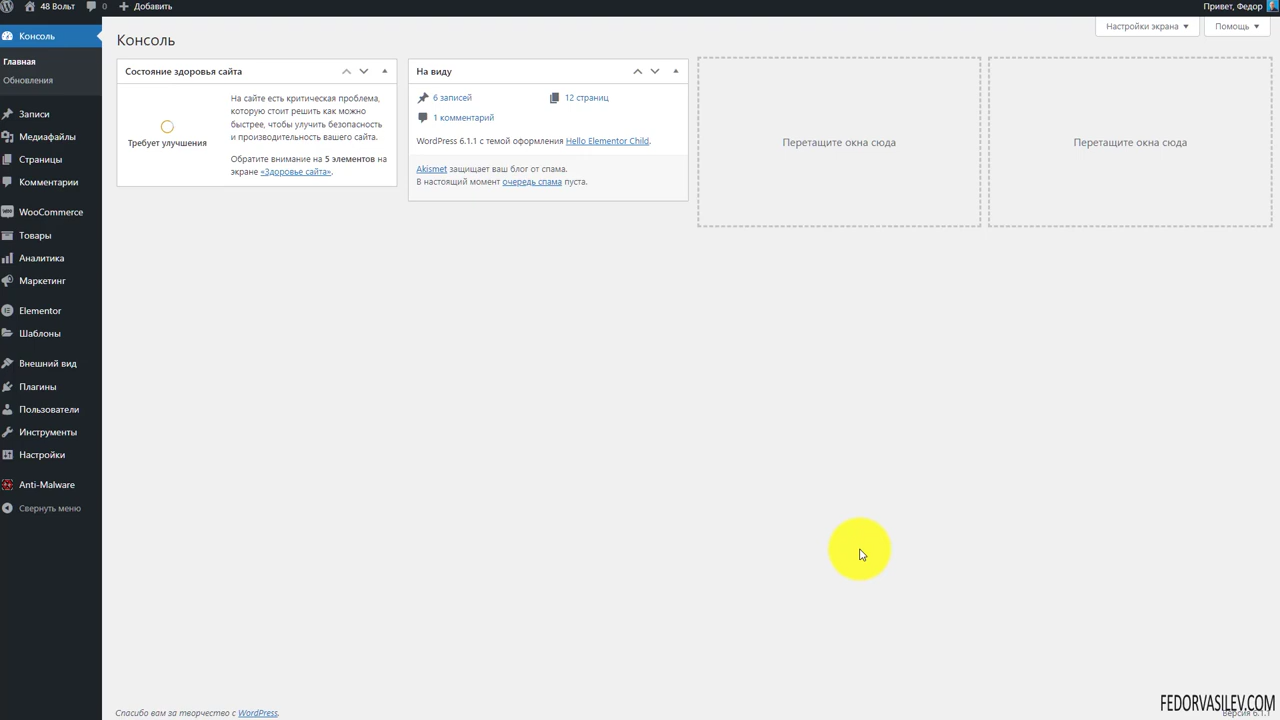 48 Вольт
0
Добавить
Привет, Федор
Консоль
Главная
Обновления
Записи
Медиафайлы
Страницы
Комментарии
WooCommerce
Товары
Аналитика
Маркетинг
Elementor
Шаблоны
Внешний вид
Плагины
Пользователи
Инструменты
Настройки
Anti-Malware
Свернуть меню
Настройки экрана
Помощь
Консоль
Состояние здоровья сайта
Требует улучшения
На сайте есть критическая проблема,
которую стоит решить как можно
быстрее, чтобы улучшить безопасность
и производительность вашего сайта.
Обратите внимание на 5 элементов на
экране «Здоровье сайта».
На виду
6 записей
12 страниц
1 комментарий
WordPress 6.1.1 с темой оформления Hello Elementor Child.
Akismet защищает ваш блог от спама.
В настоящий момент очередь спама пуста.
Перетащите окна сюда
Перетащите окна сюда
Спасибо вам за творчество с WordPress.
FEDORVASILEV.COM
Версия 6.1.1